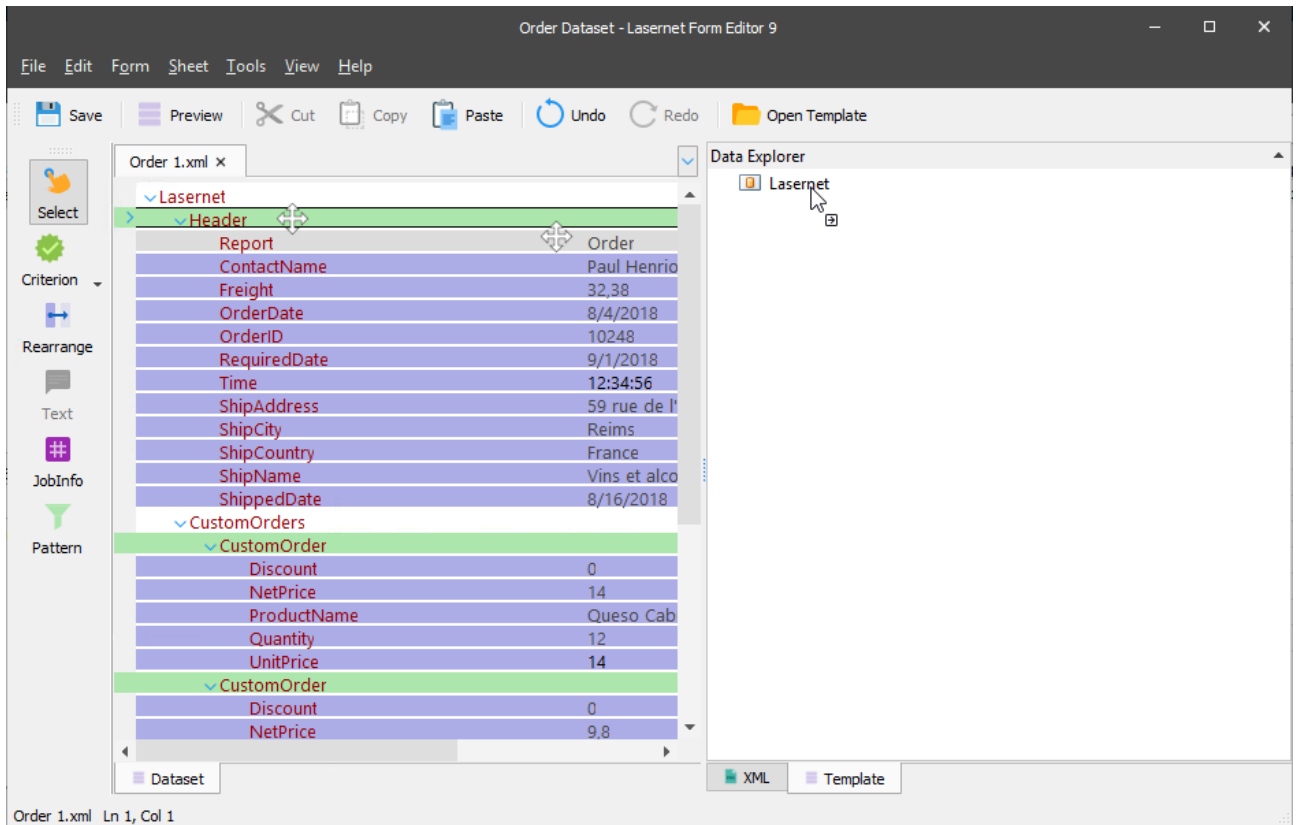 Order Dataset - Lasernet Form Editor 9
File Edit Form Sheet Tools View Help
Save Preview Cut Copy Paste Undo Redo Open Template
Select
Criterion
Rearrange
Text
JobInfo
Pattern
Order 1.xml
Lasernet
Header
Report Order
ContactName Paul Henrio
Freight 32,38
OrderDate 8/4/2018
OrderID 10248
RequiredDate 9/1/2018
Time 12:34:56
ShipAddress 59 rue de l'
ShipCity Reims
ShipCountry France
ShipName Vins et alco
ShippedDate 8/16/2018
CustomOrders
CustomOrder
Discount 0
NetPrice 14
ProductName Queso Cab
Quantity 12
UnitPrice 14
CustomOrder
Discount 0
NetPrice 9,8
Dataset
Data Explorer
Lasernet
XML Template
Order 1.xml Ln 1, Col 1